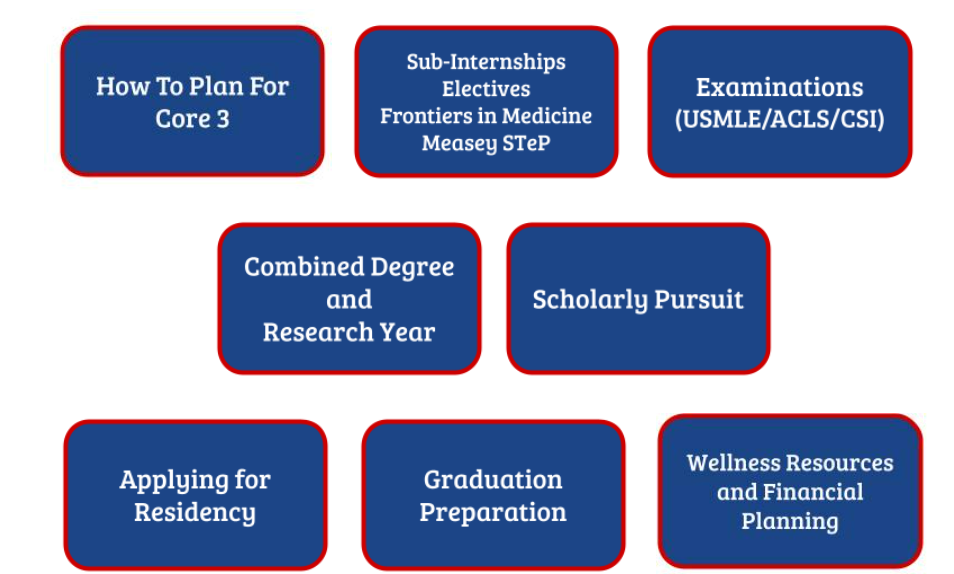 How To Plan For
Core 3
Sub-Internships
Electives
Frontiers in Medicine
Measey STeP
Examinations
(USMLE/ACLS/CSI)
Combined Degree
and
Research Year
Scholarly Pursuit
Applying for
Residency
Graduation
Preparation
Wellness Resources
and Financial
Planning